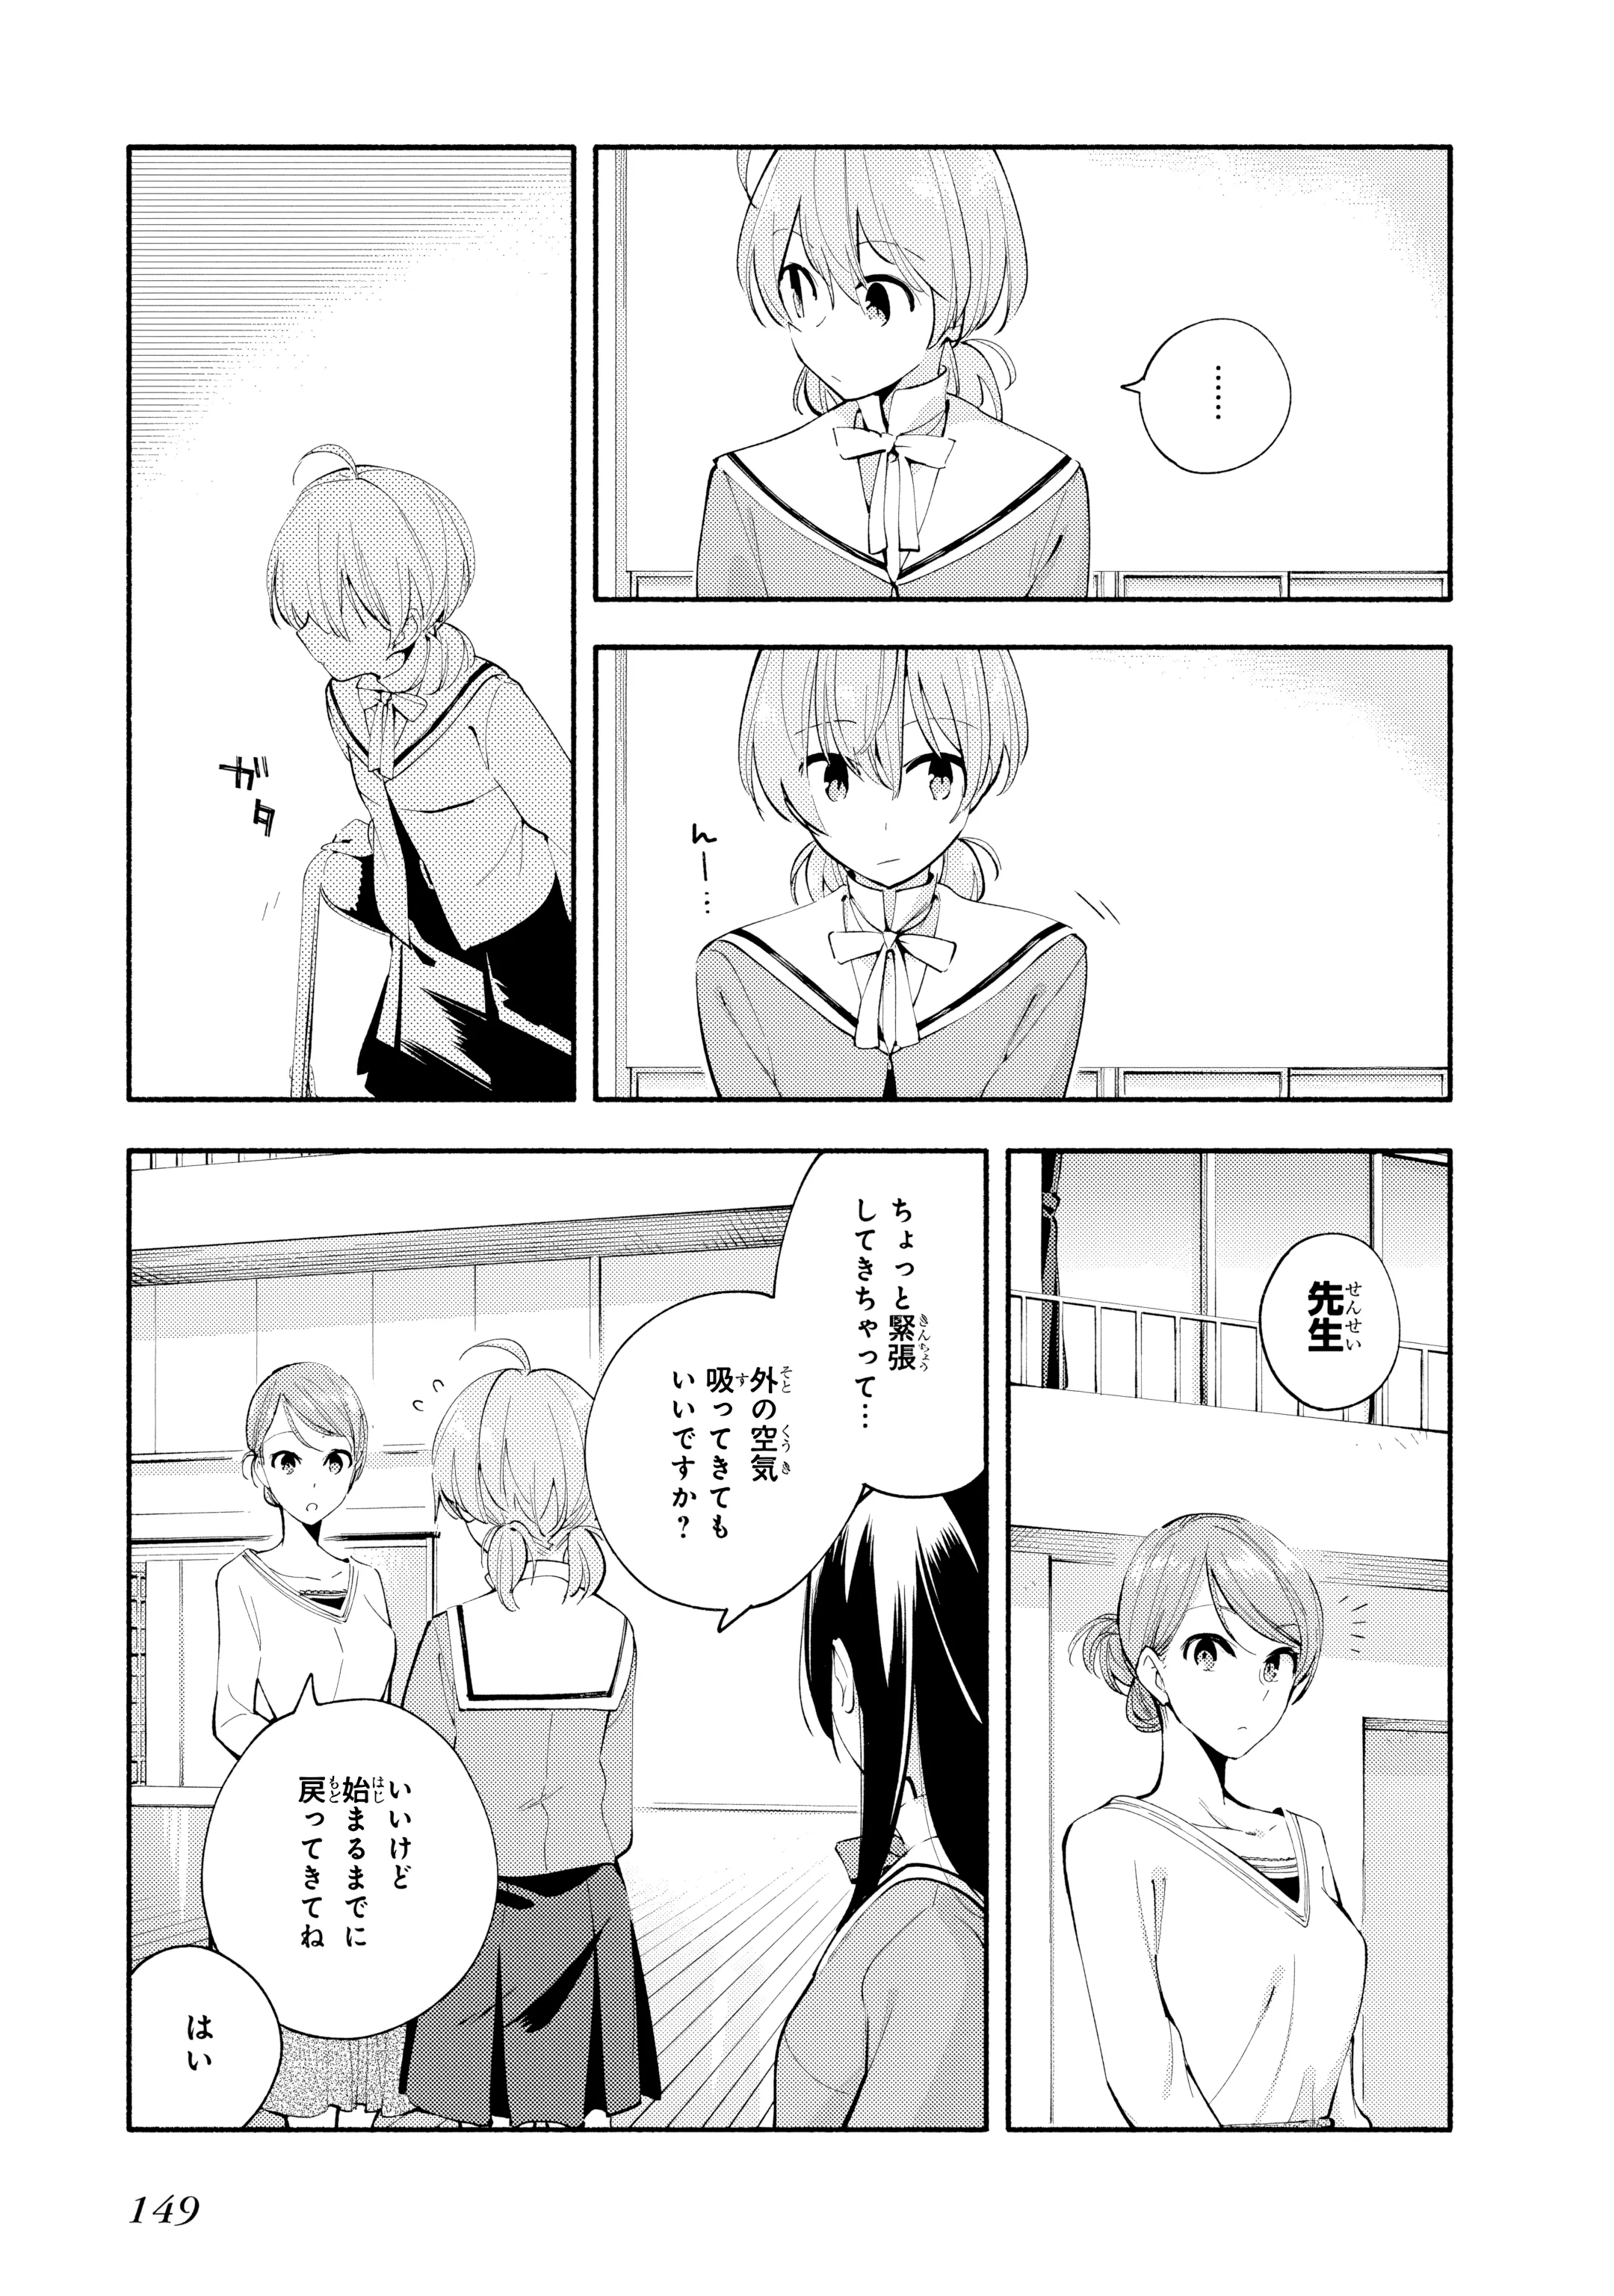 ……
んー……
ガタ
先生
ちょっと緊張
してきちゃって…
外の空気
吸ってきても
いいですか?
いいけど
始まるまでに
戻ってきてね
はい
149